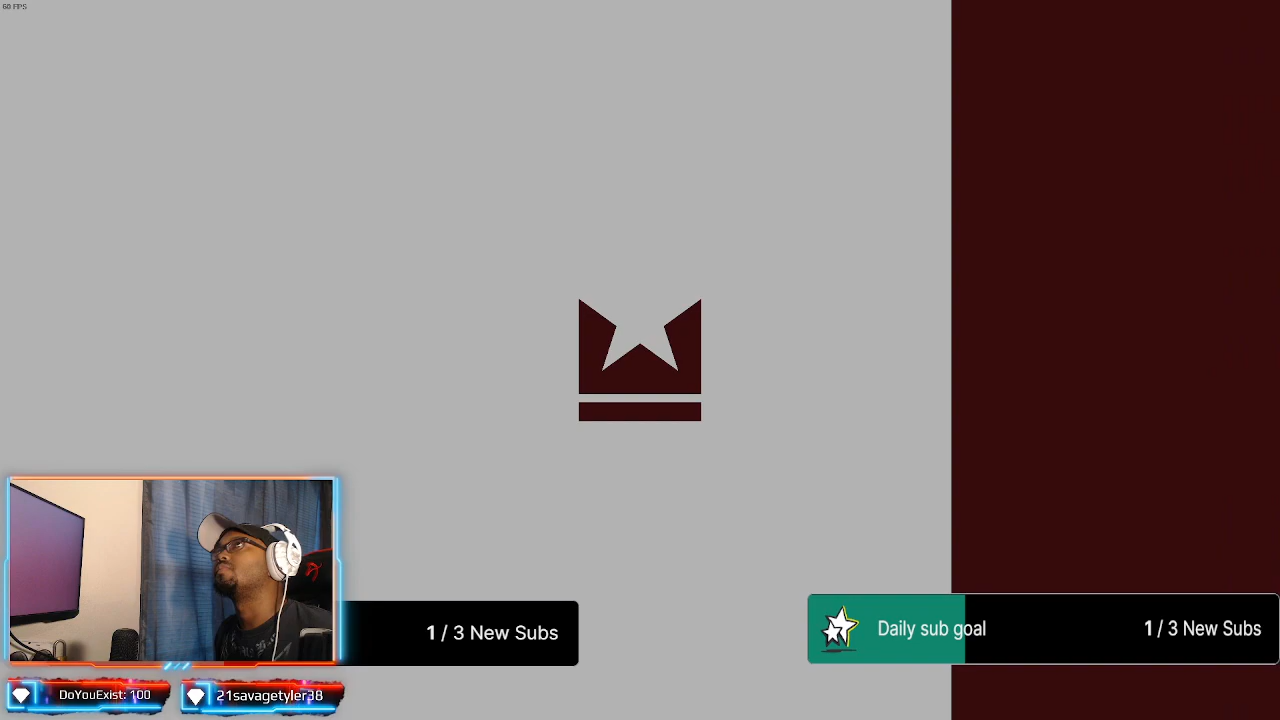 60 FPS
1 / 3 New Subs
Daily sub goal
1 / 3 New Subs
DoYouExist: 100
21savagetyler38